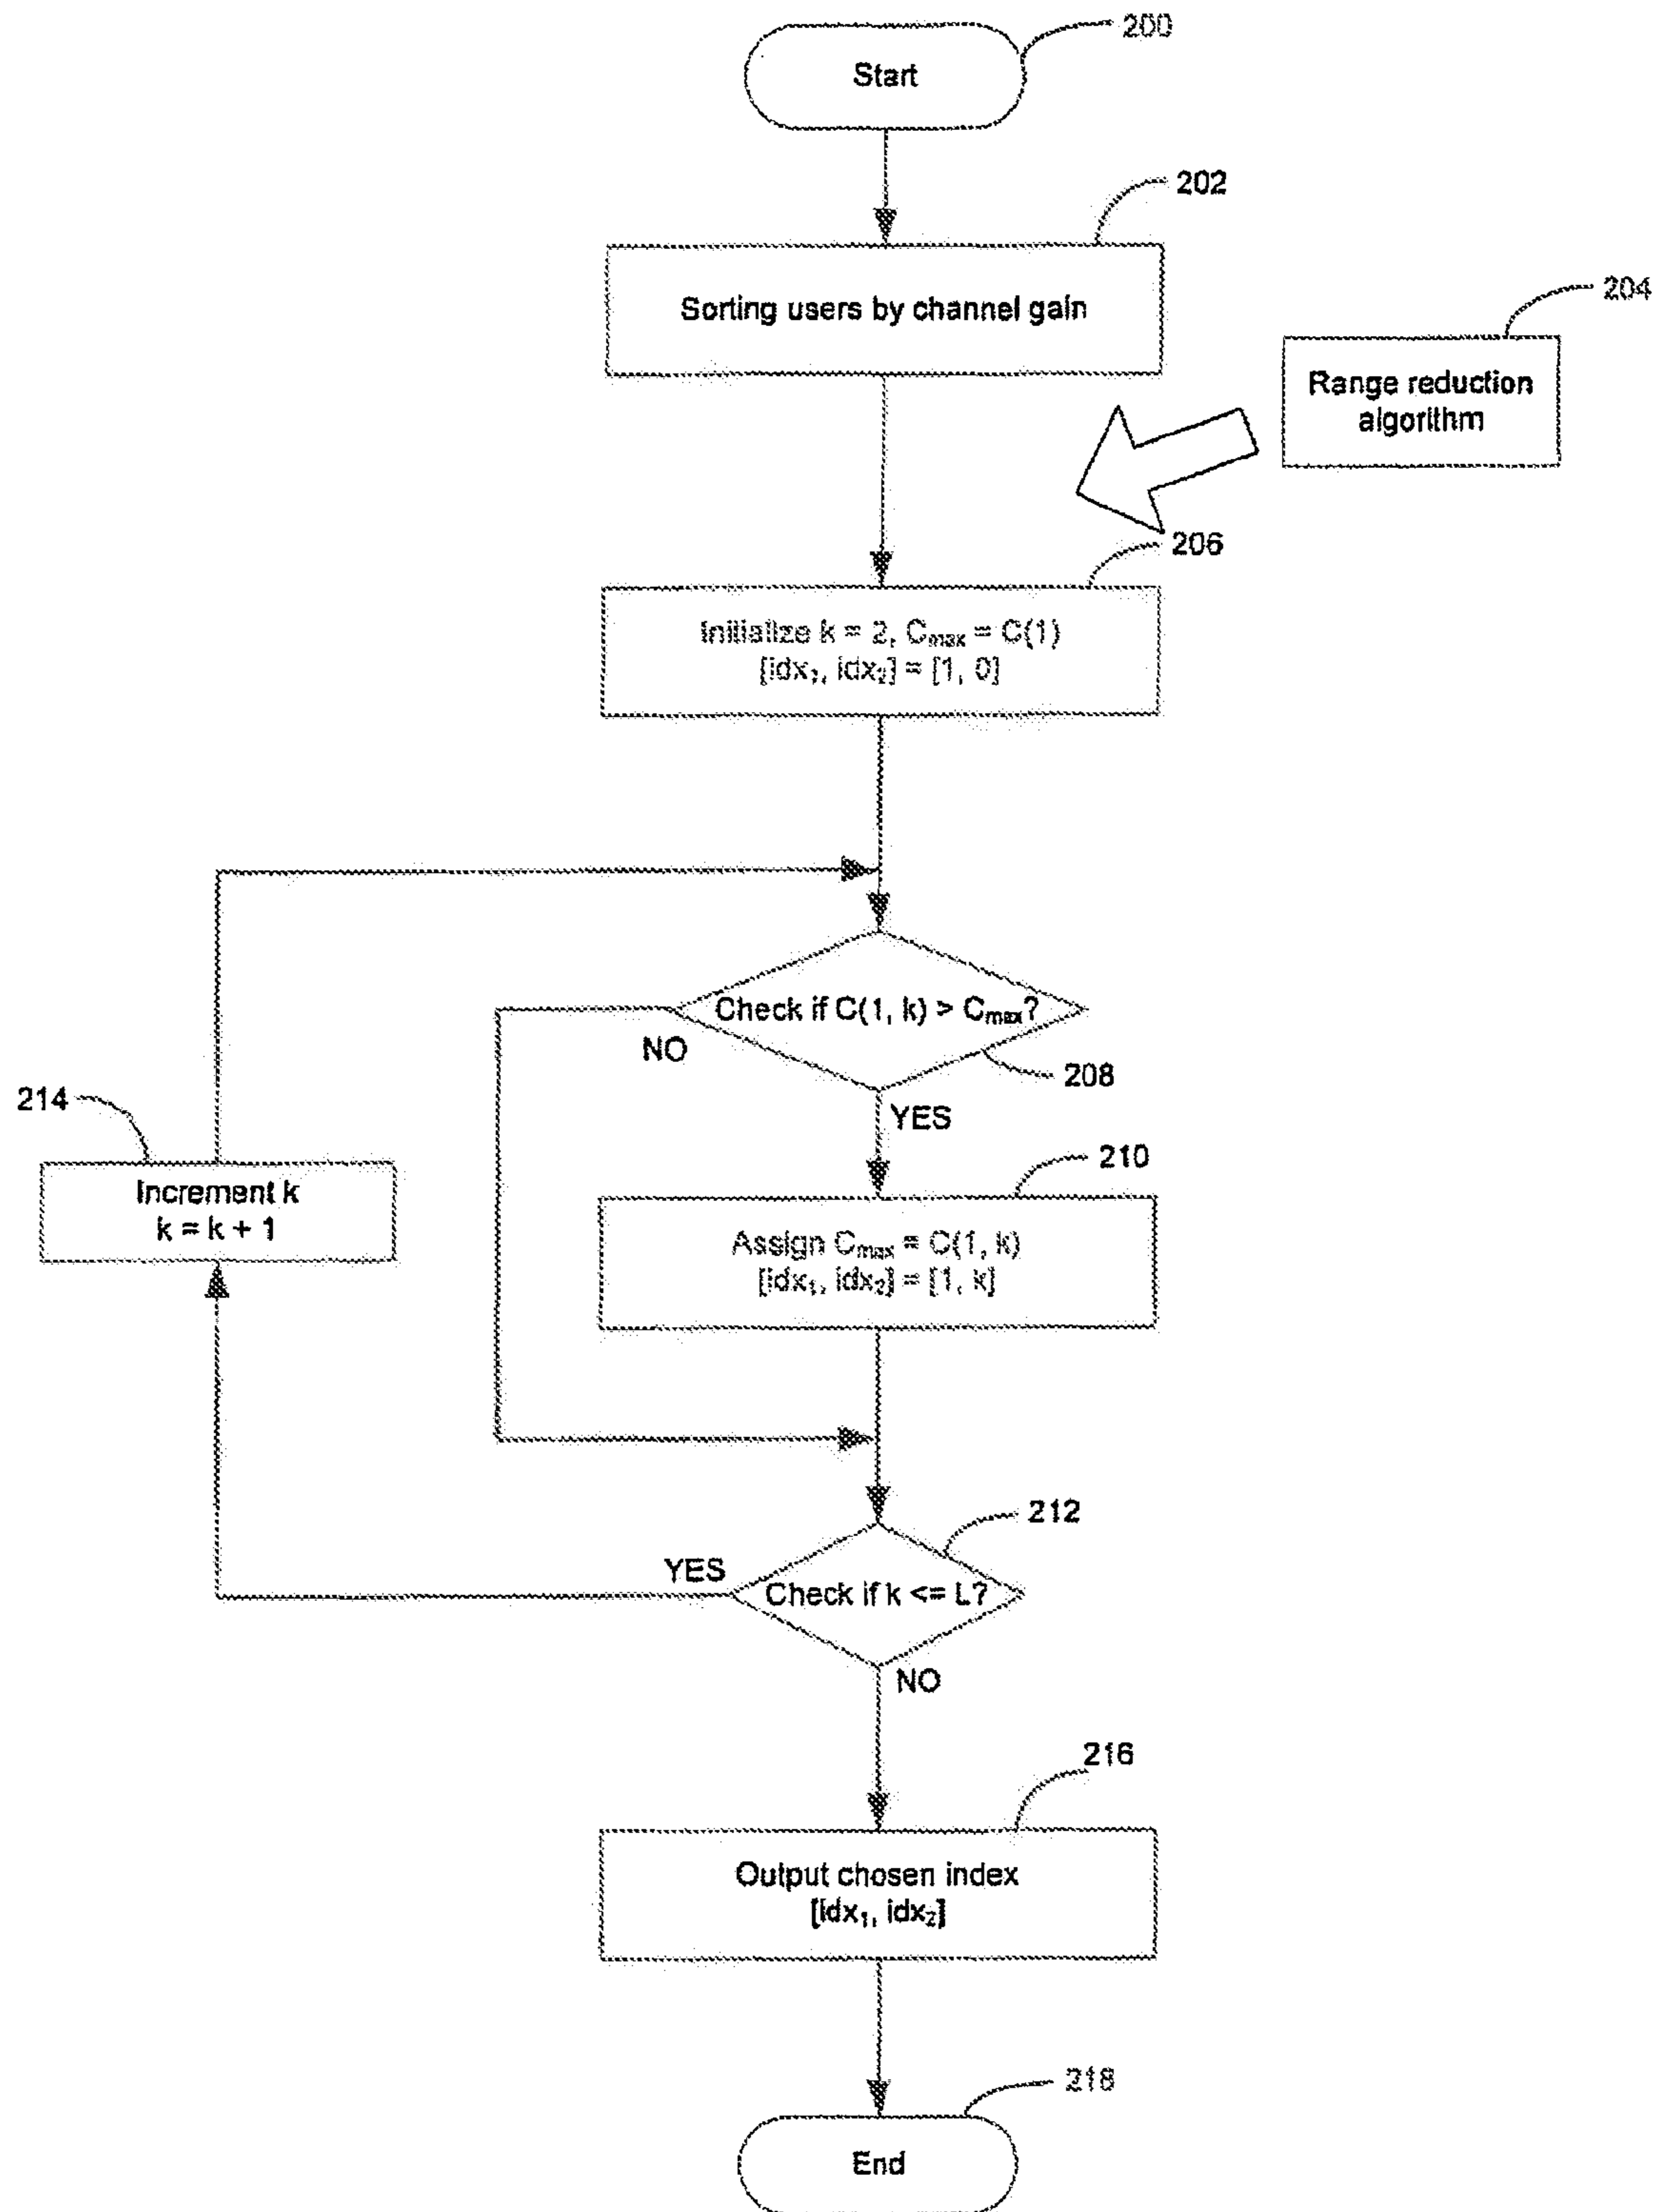 200
Start
202
Sorting users by channel gain
204
Range reduction
algorithm
206
Initialize k = 2, Cmax = C(1)
[idx₁, idx₂] = [1, 0]
Check if C(1, k) > Cmax?
NO
208
YES
214
Increment k
k = k + 1
210
Assign Cmax = C(1, k)
[idx₁, idx₂] = [1, k]
212
YES
Check if k <= L?
NO
216
Output chosen index
[idx₁, idx₂]
218
End